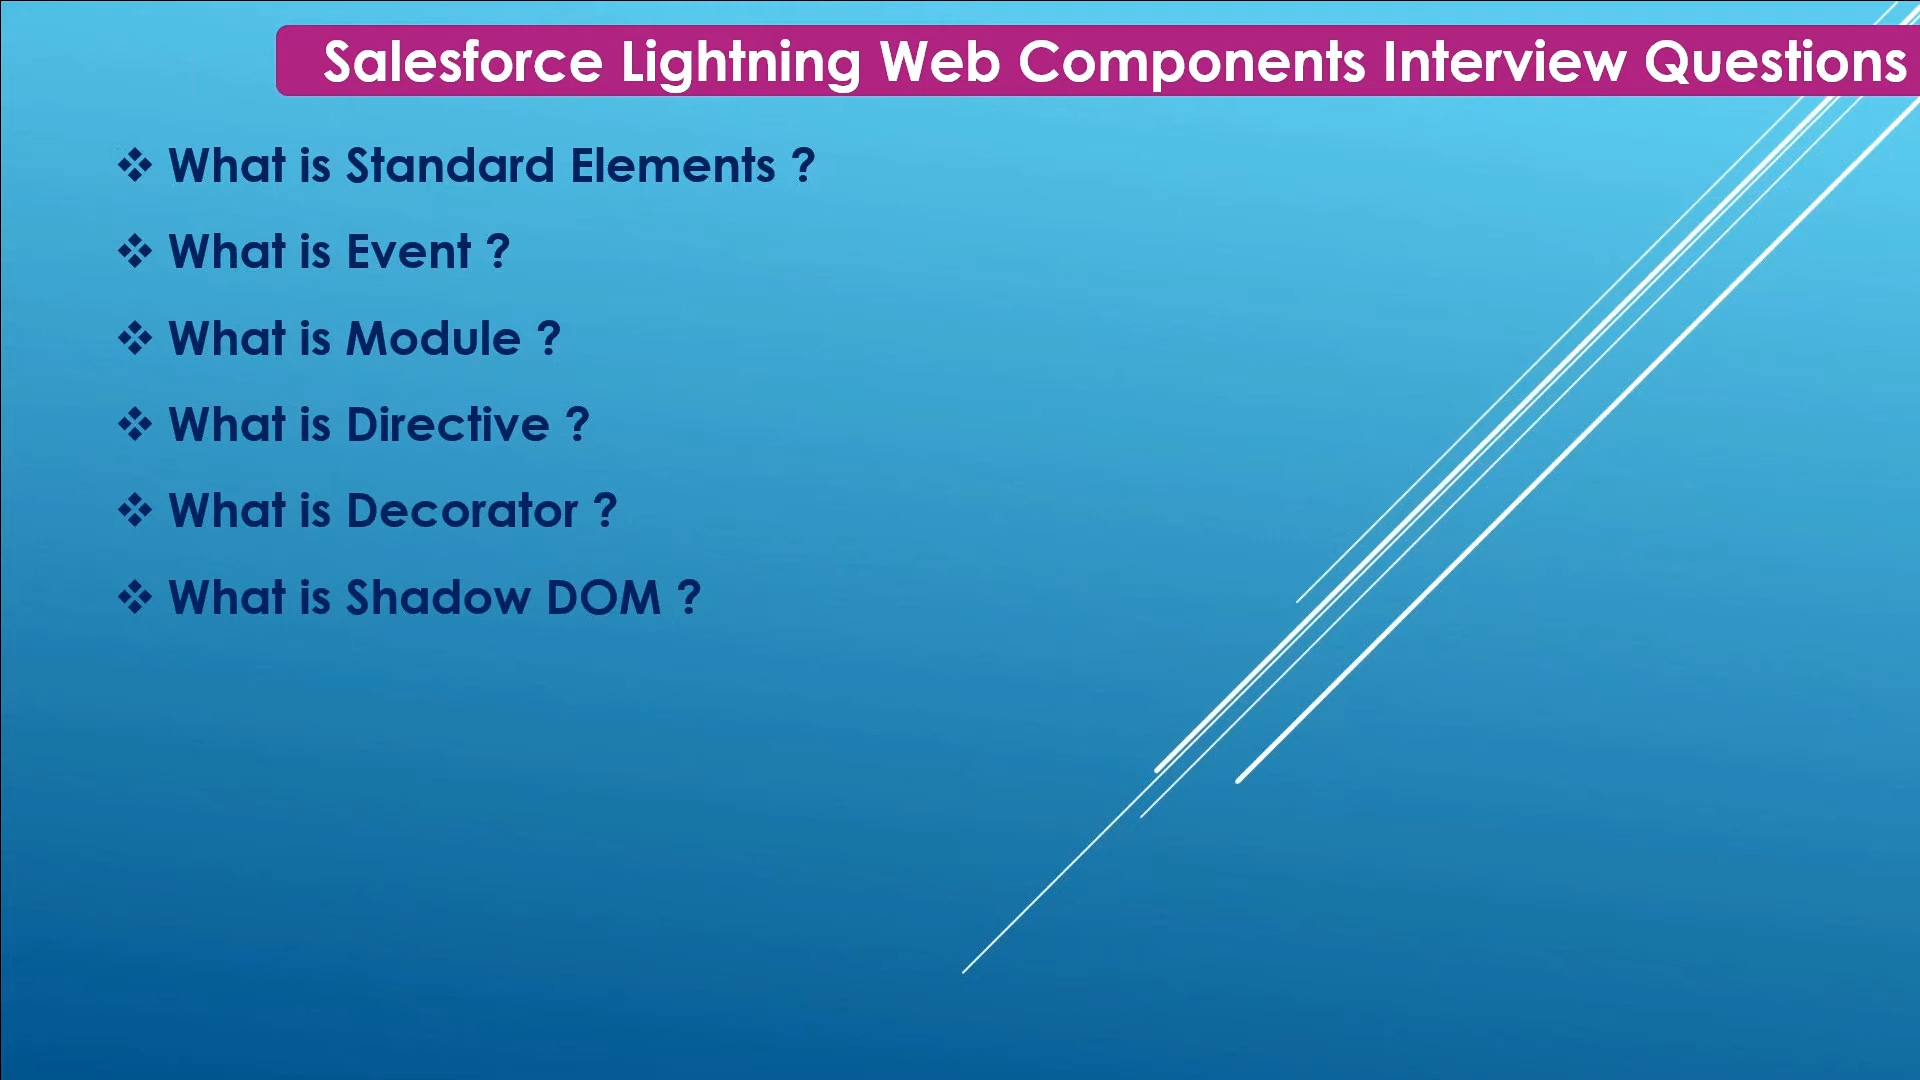 Salesforce Lightning Web Components Interview Questions
❖ What is Standard Elements ?
❖ What is Event ?
❖ What is Module ?
❖ What is Directive ?
❖ What is Decorator ?
❖ What is Shadow DOM ?